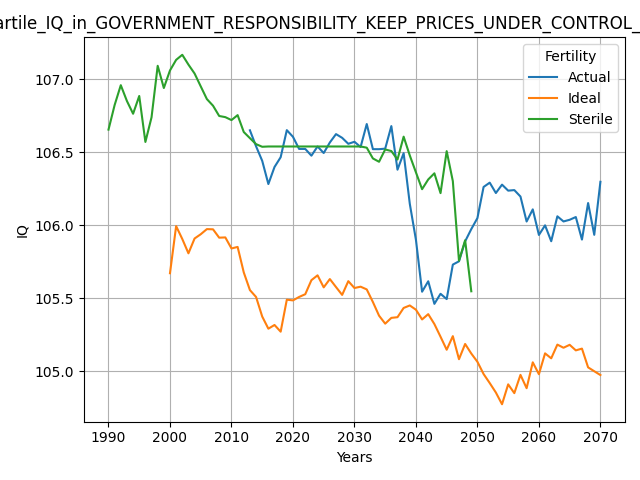 artile_IQ_in_GOVERNMENT_RESPONSIBILITY_KEEP_PRICES_UNDER_CONTROL_
Fertility
Actual
Ideal
Sterile
107.0
106.5
106.0
105.5
105.0
IQ
1990 2000 2010 2020 2030 2040 2050 2060 2070
Years